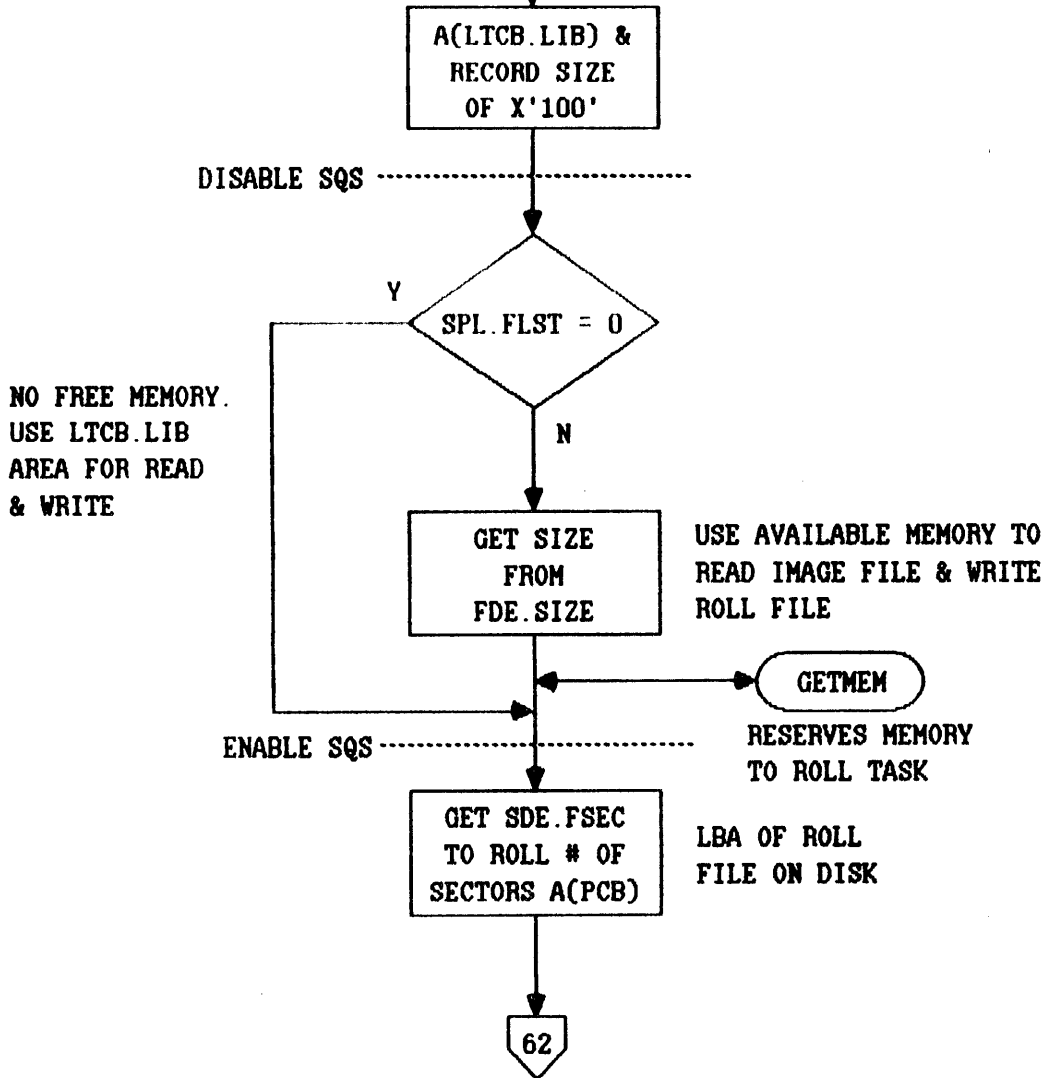 A(LTCB.LIB) &
RECORD SIZE
OF X'100'
DISABLE SQS
Y
SPL.FLST = 0
NO FREE MEMORY.
USE LTCB.LIB
AREA FOR READ
& WRITE
N
GET SIZE
FROM
FDE.SIZE
USE AVAILABLE MEMORY TO
READ IMAGE FILE & WRITE
ROLL FILE
GETMEM
RESERVES MEMORY
TO ROLL TASK
ENABLE SQS
GET SDE.FSEC
TO ROLL # OF
SECTORS A(PCB)
LBA OF ROLL
FILE ON DISK
62